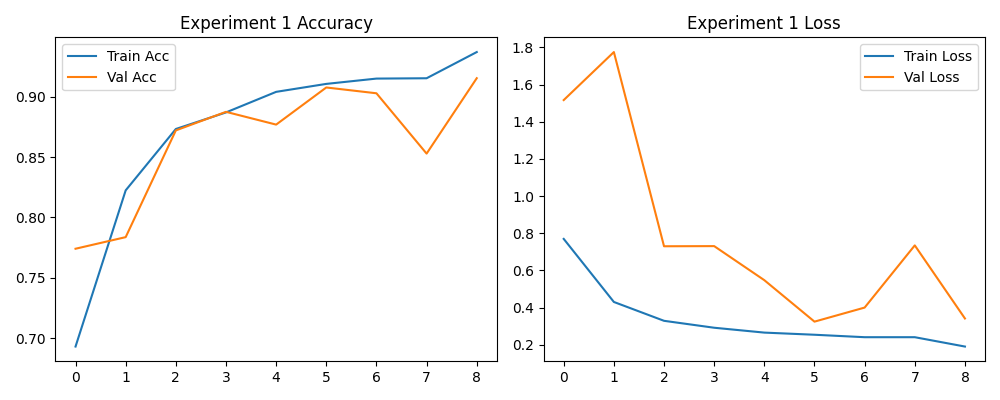 Experiment 1 Accuracy
Train Acc
Val Acc
0.90
0.85
0.80
0.75
0.70
0 1 2 3 4 5 6 7 8
Experiment 1 Loss
Train Loss
Val Loss
1.8
1.6
1.4
1.2
1.0
0.8
0.6
0.4
0.2
0 1 2 3 4 5 6 7 8